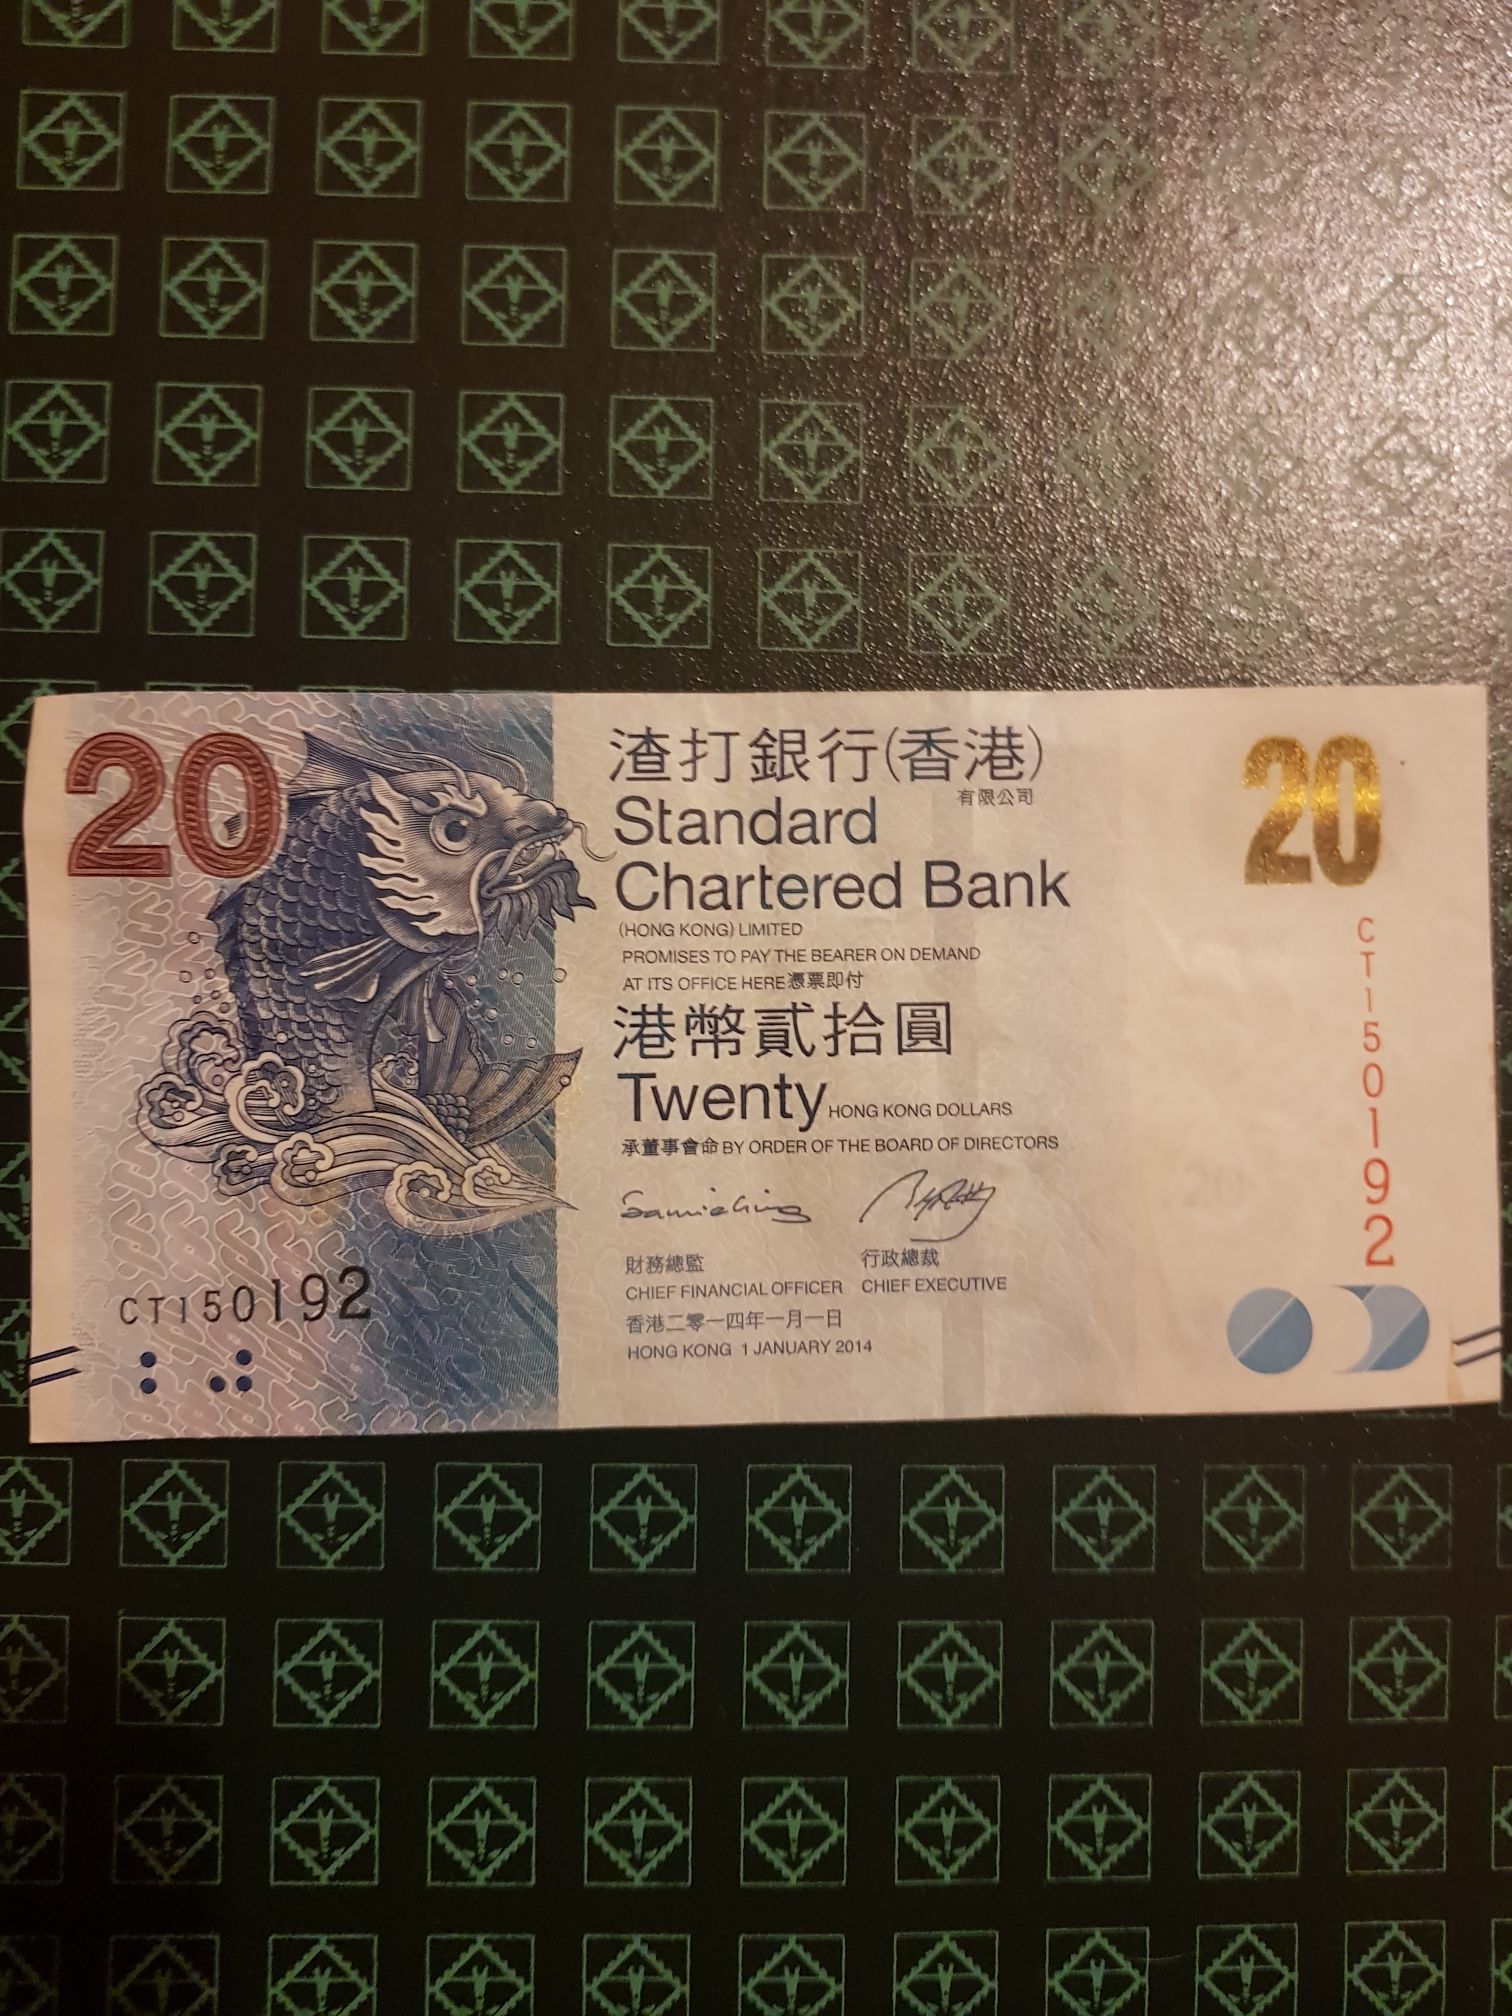 20
渣打銀行(香港)
有限公司
Standard
Chartered Bank
(HONG KONG) LIMITED
PROMISES TO PAY THE BEARER ON DEMAND
AT ITS OFFICE HERE憑票即付
港幣貳拾圓
Twenty HONG KONG DOLLARS
承董事會命 BY ORDER OF THE BOARD OF DIRECTORS
財務總監 行政總裁
CHIEF FINANCIAL OFFICER CHIEF EXECUTIVE
香港二零一四年一月一日
HONG KONG 1 JANUARY 2014
CT150192
20
CT150192
20